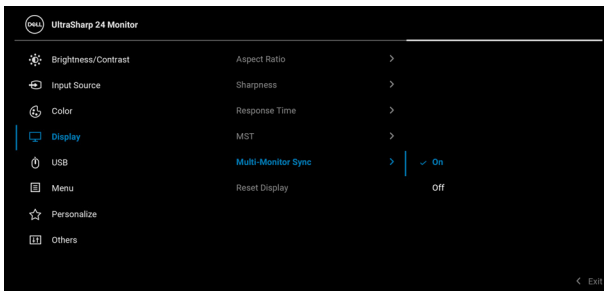 DELL UltraSharp 24 Monitor
Brightness/Contrast Aspect Ratio
Input Source Sharpness
Color Response Time
Display MST
USB Multi-Monitor Sync On
Menu Reset Display Off
Personalize
Others
Exit